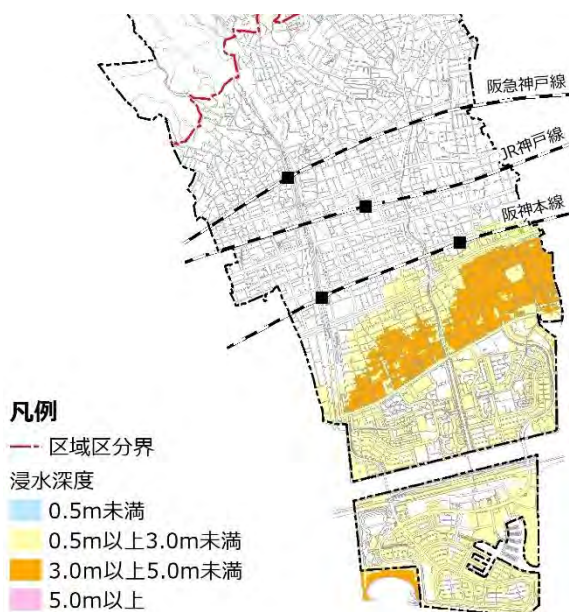 阪急神戸線
JR神戸線
阪神本線
凡例
区域区分界
浸水深度
0.5m未満
0.5m以上3.0m未満
3.0m以上5.0m未満
5.0m以上